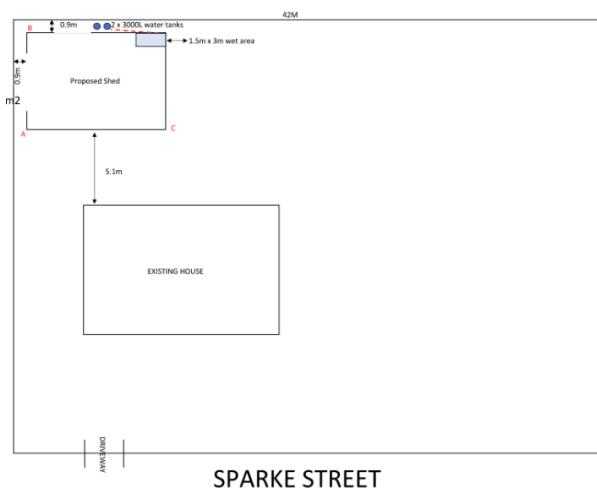 42M
0.9m
2 x 3000L water tanks
B
1.5m x 3m wet area
0.9m
Proposed Shed
m2
A
C
5.1m
EXISTING HOUSE
DRIVEWAY
SPARKE STREET